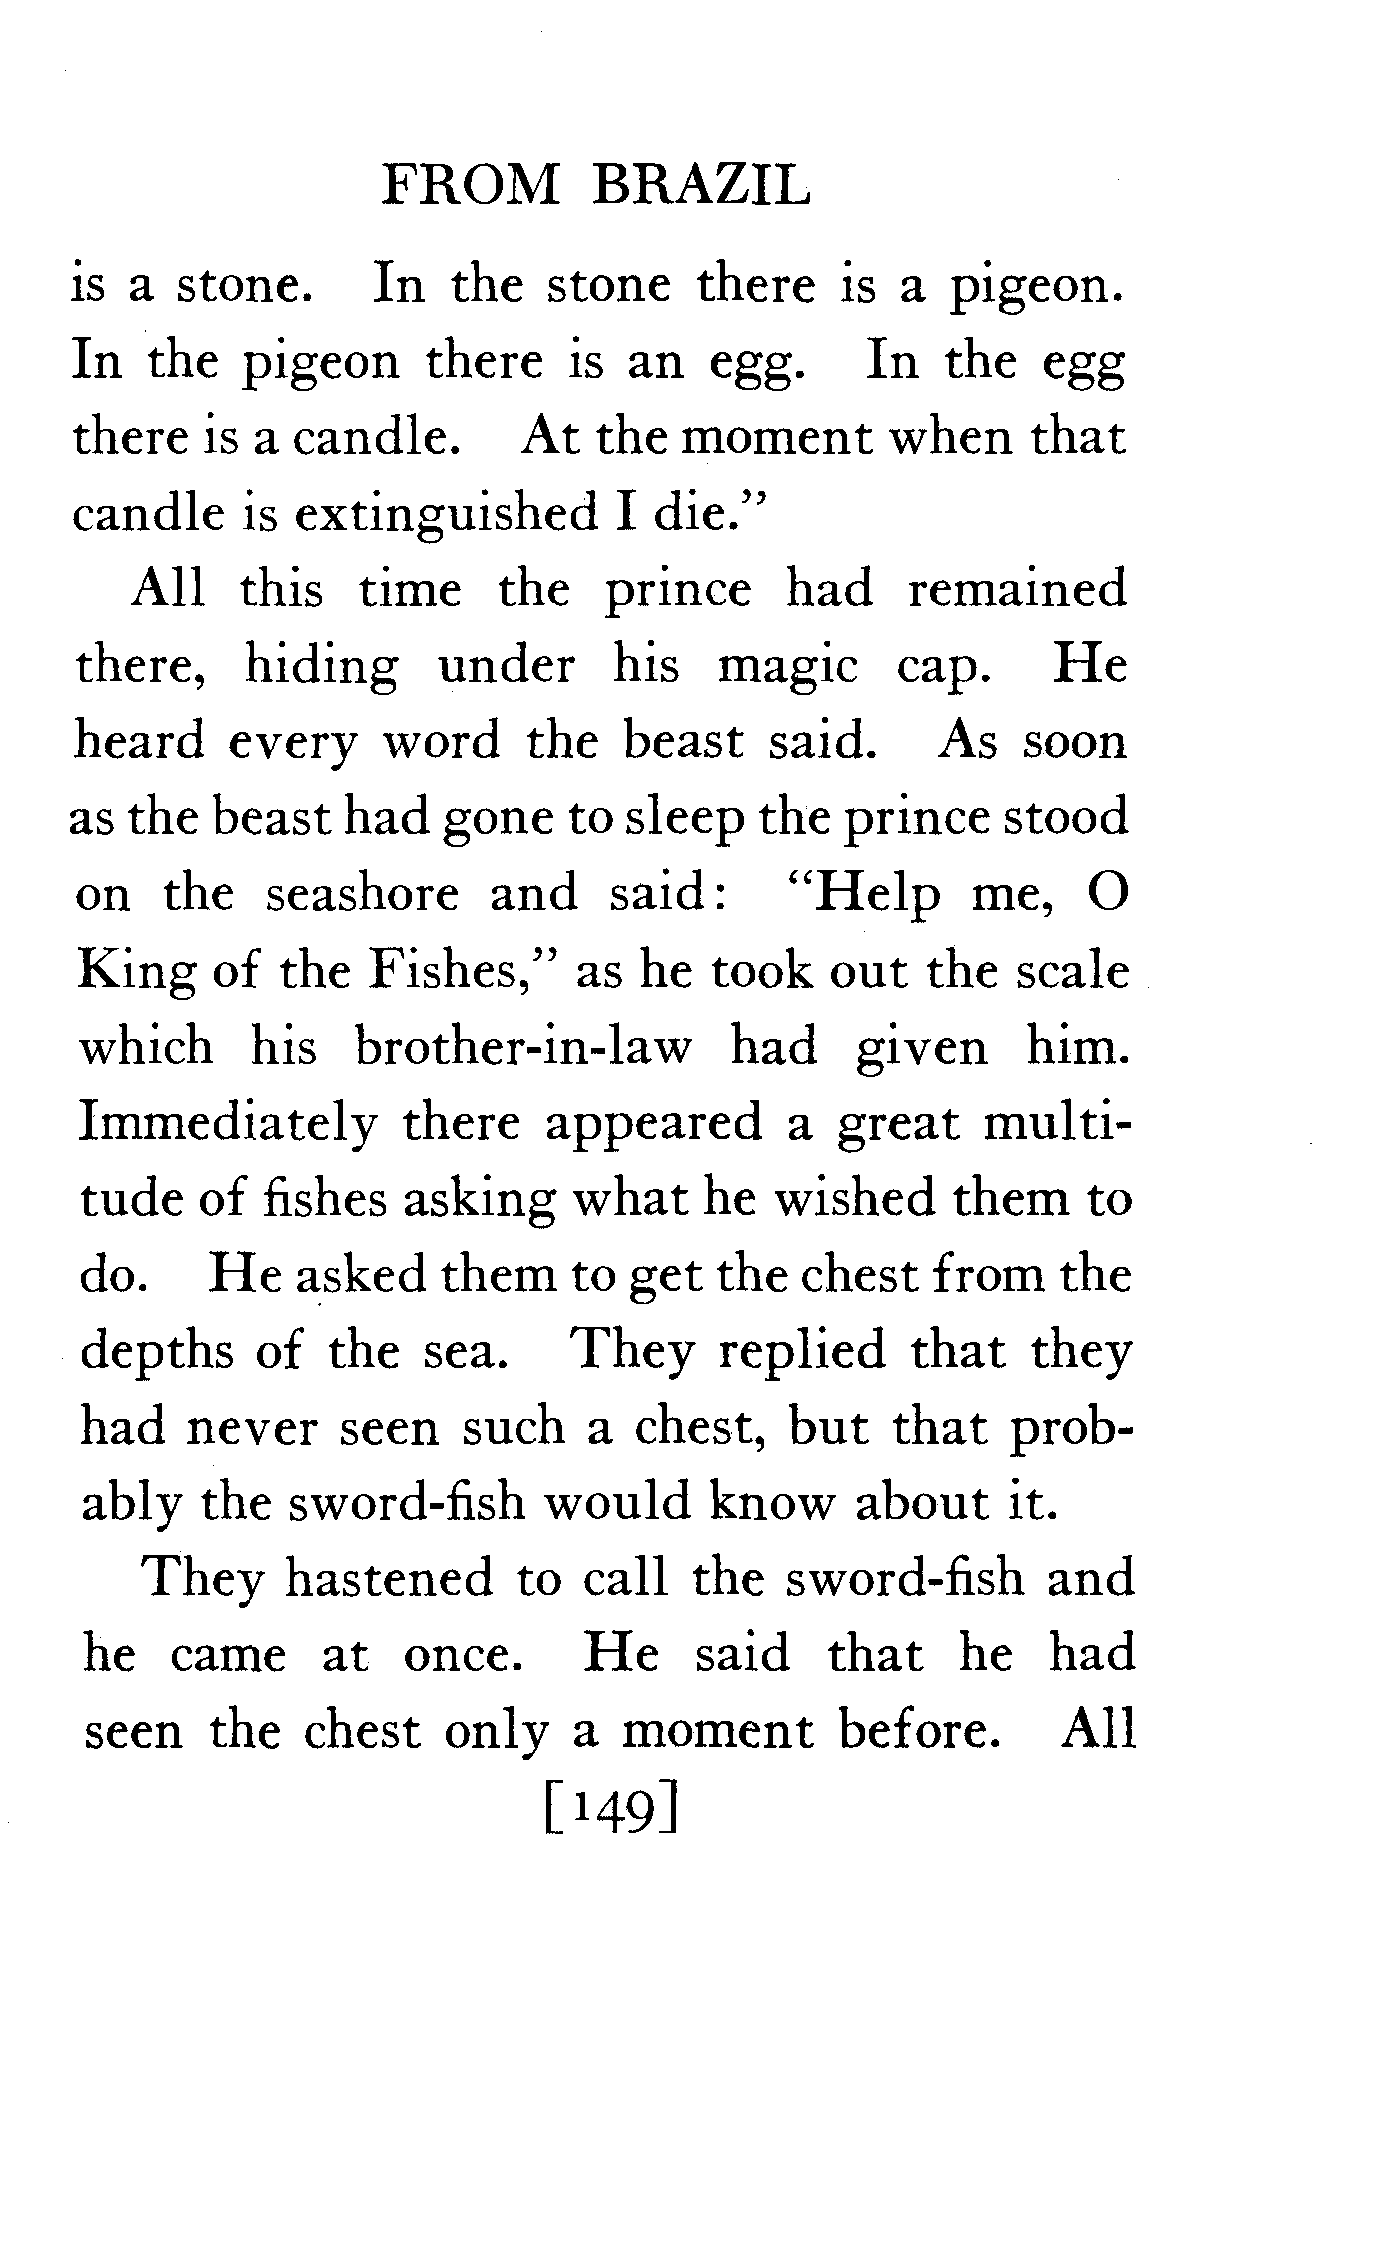 FROM BRAZIL
is a stone. In the stone there is a pigeon.
In the pigeon there is an egg. In the egg
there is a candle. At the moment when that
candle is extinguished I die.”
All this time the prince had remained
there, hiding under his magic cap. He
heard every word the beast said. As soon
as the beast had gone to sleep the prince stood
on the seashore and said: “Help me, O
King of the Fishes,” as he took out the scale
which his brother-in-law had given him.
Immediately there appeared a great multi-
tude of fishes asking what he wished them to
do. He asked them to get the chest from the
depths of the sea. They replied that they
had never seen such a chest, but that prob-
ably the sword-fish would know about it.
They hastened to call the sword-fish and
he came at once. He said that he had
seen the chest only a moment before. All
[149]